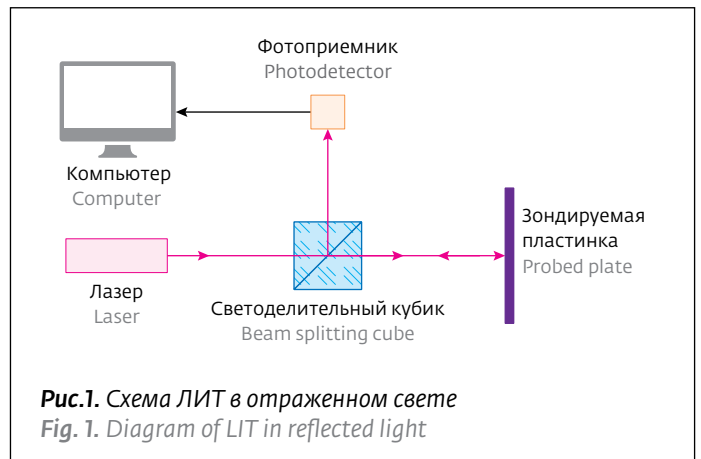 Фотоприемник
Photodetector
Компьютер
Computer
Зондируемая
пластинка
Probed plate
Лазер
Laser
Светоделительный кубик
Beam splitting cube
Рис.1. Схема ЛИТ в отраженном свете
Fig. 1. Diagram of LIT in reflected light